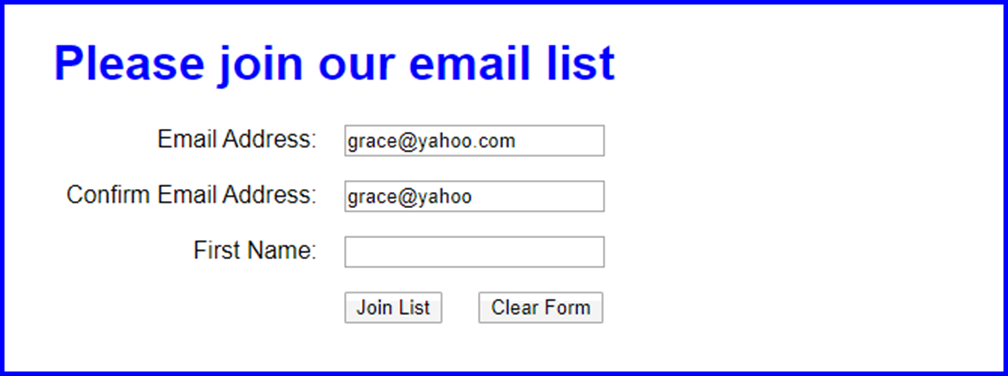 Please join our email list
Email Address: grace@yahoo.com
Confirm Email Address: grace@yahoo
First Name:
Join List Clear Form